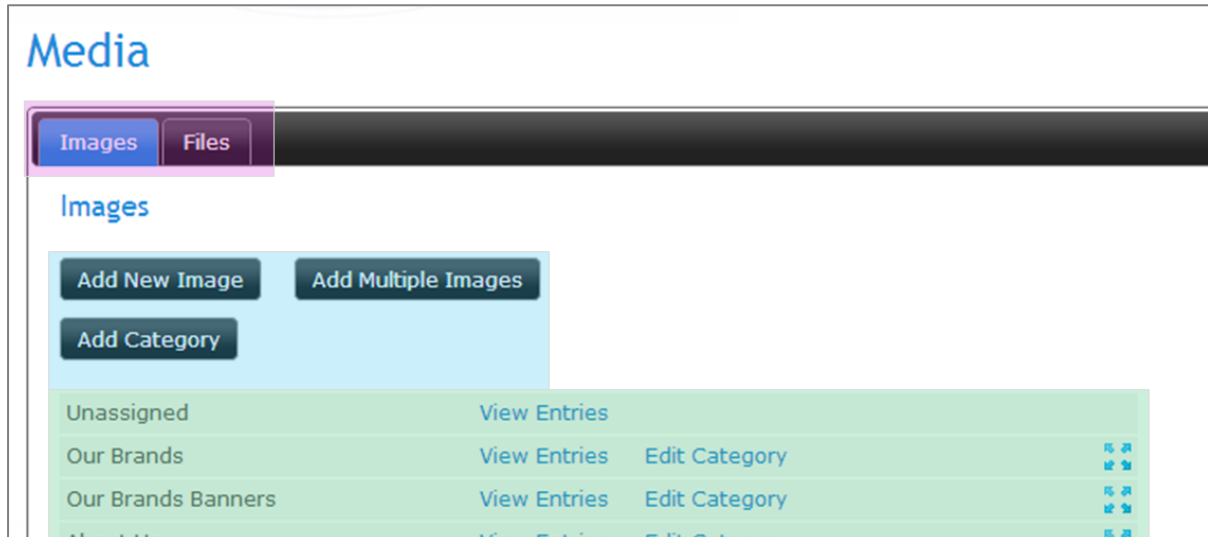 Media
Images Files
Images
Add New Image Add Multiple Images
Add Category
Unassigned View Entries
Our Brands View Entries Edit Category
Our Brands Banners View Entries Edit Category